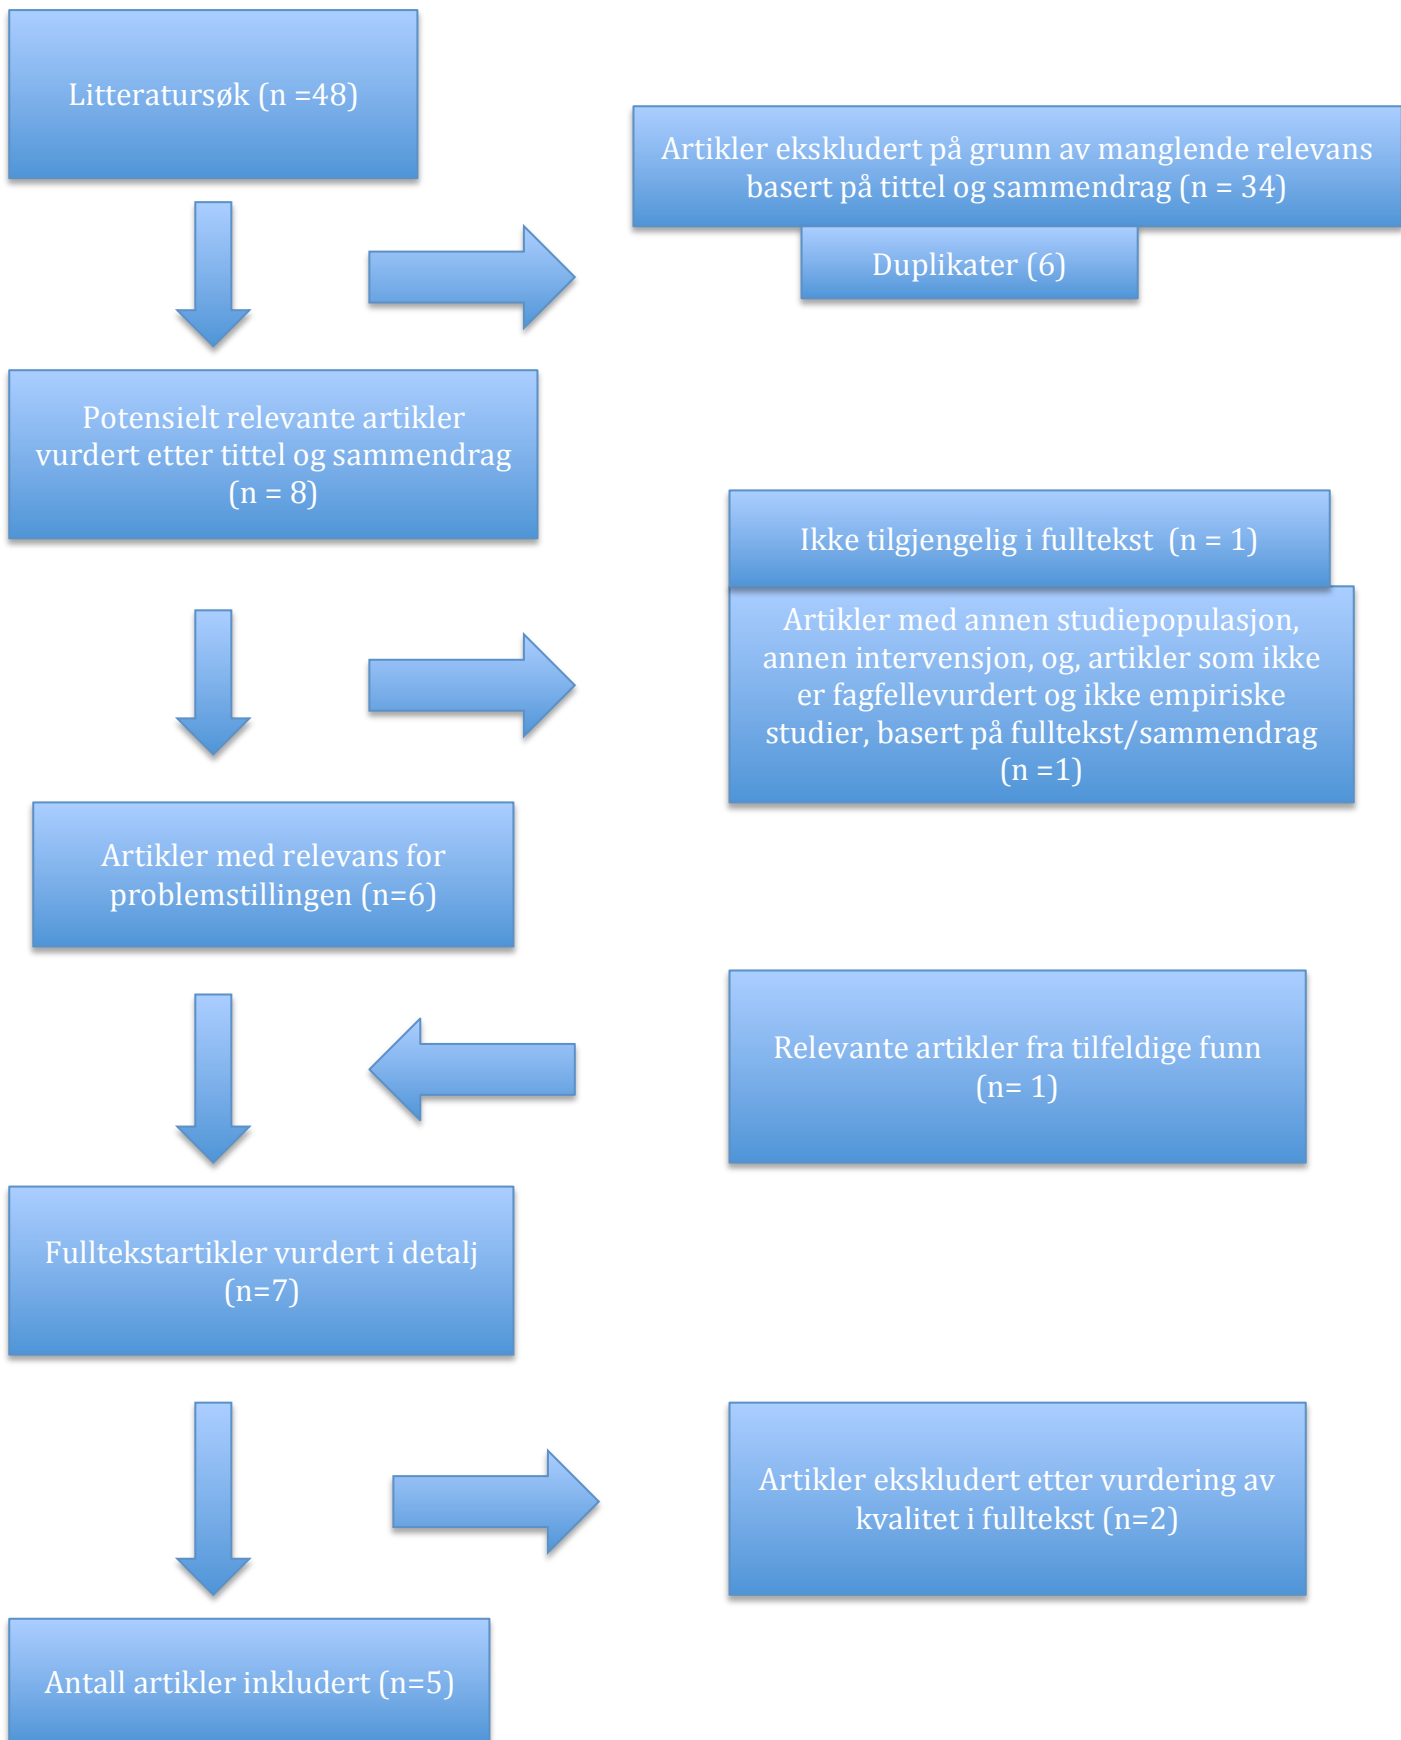 Litteratursøk (n =48)
Artikler ekskludert på grunn av manglende relevans
basert på tittel og sammendrag (n = 34)
Duplikater (6)
Potensielt relevante artikler
vurdert etter tittel og sammendrag
(n = 8)
Ikke tilgjengelig i fulltekst  (n = 1)
Artikler med annen studiepopulasjon,
annen intervensjon, og, artikler som ikke
er fagfellevurdert og ikke empiriske
studier, basert på fulltekst/sammendrag
(n =1)
Artikler med relevans for
problemstillingen (n=6)
Relevante artikler fra tilfeldige funn
(n= 1)
Fulltekstartikler vurdert i detalj
(n=7)
Artikler ekskludert etter vurdering av
kvalitet i fulltekst (n=2)
Antall artikler inkludert (n=5)